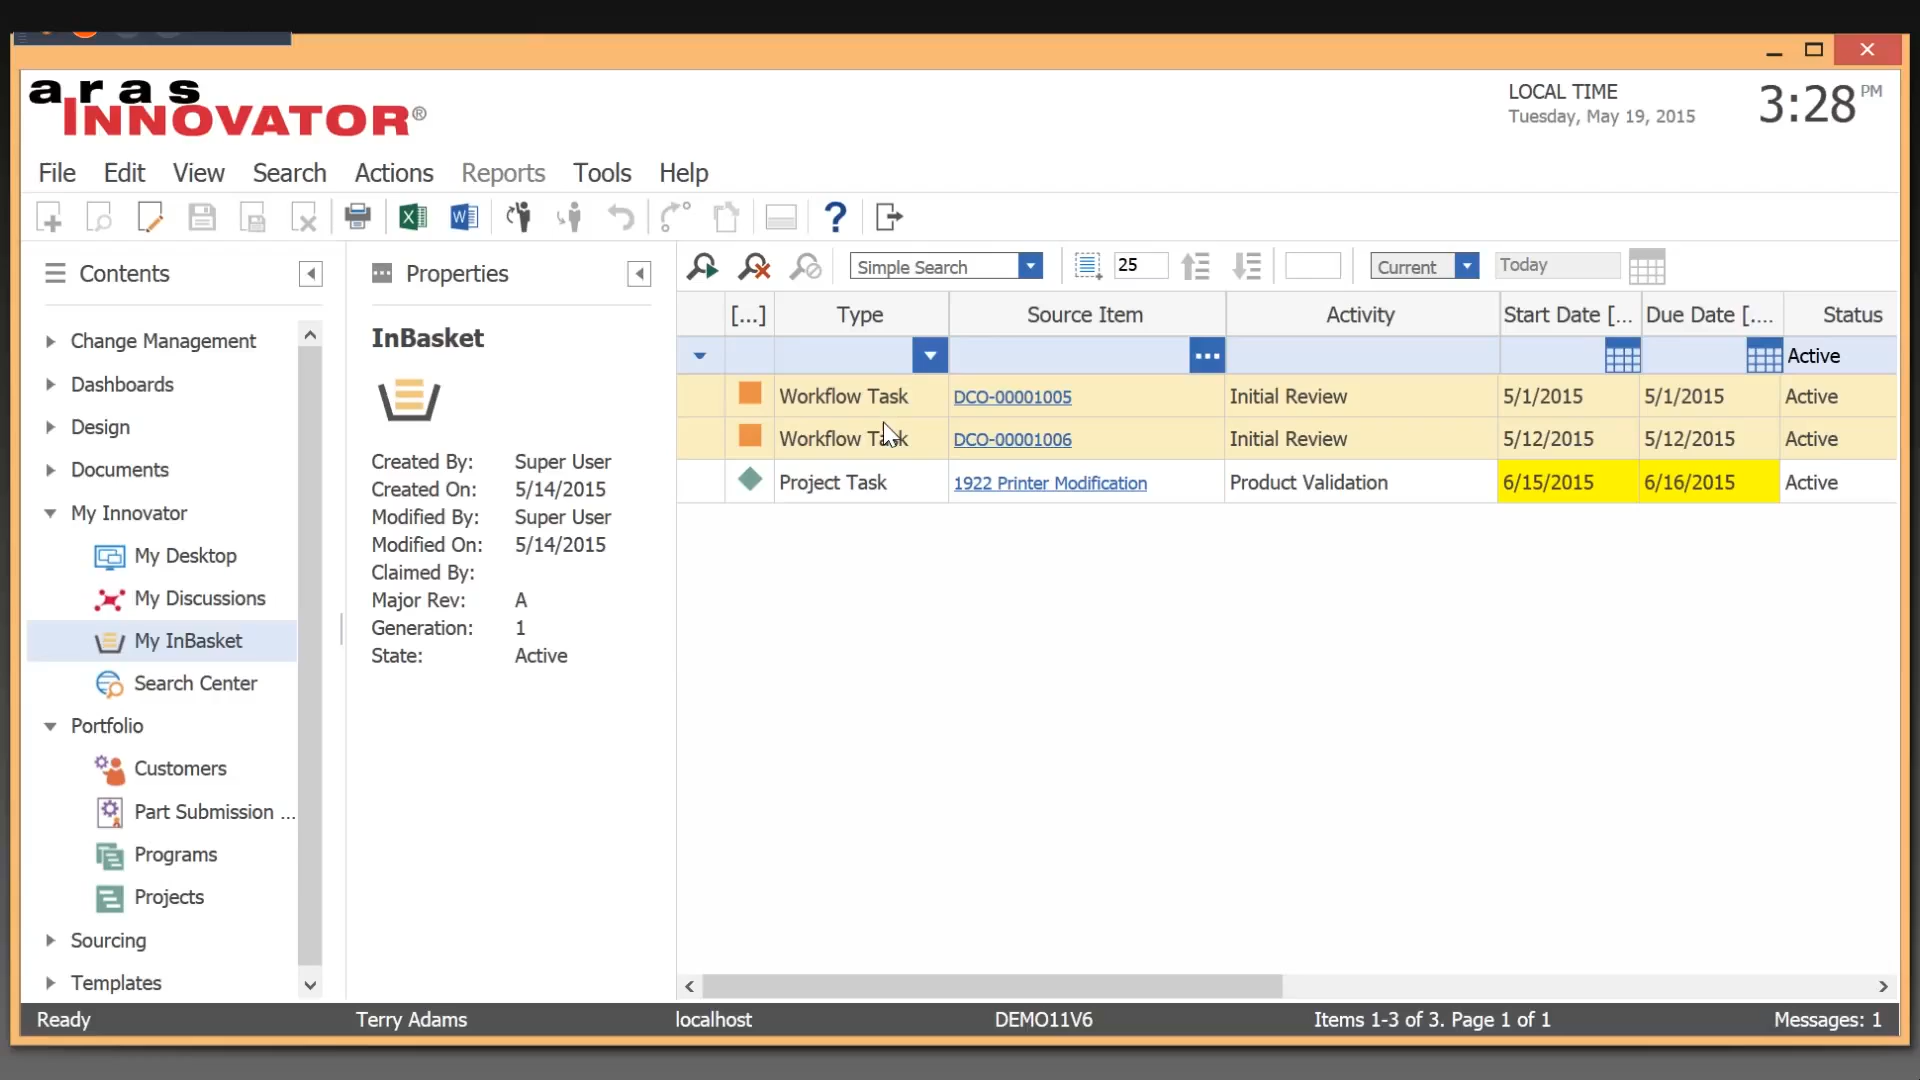 aras
INNOVATOR®
LOCAL TIME
Tuesday, May 19, 2015
3:28 PM
File Edit View Search Actions Reports Tools Help
Contents
Properties
Simple Search
25
Current
Today
[...] Type Source Item Activity Start Date [... Due Date [.... Status
Active
Workflow Task DCO-00001005 Initial Review 5/1/2015 5/1/2015 Active
Workflow Task DCO-00001006 Initial Review 5/12/2015 5/12/2015 Active
Project Task 1922 Printer Modification Product Validation 6/15/2015 6/16/2015 Active
Change Management
Dashboards
Design
Documents
My Innovator
My Desktop
My Discussions
My InBasket
Search Center
Portfolio
Customers
Part Submission ...
Programs
Projects
Sourcing
Templates
InBasket
Created By: Super User
Created On: 5/14/2015
Modified By: Super User
Modified On: 5/14/2015
Claimed By:
Major Rev: A
Generation: 1
State: Active
Ready Terry Adams localhost DEMO11V6 Items 1-3 of 3. Page 1 of 1 Messages: 1